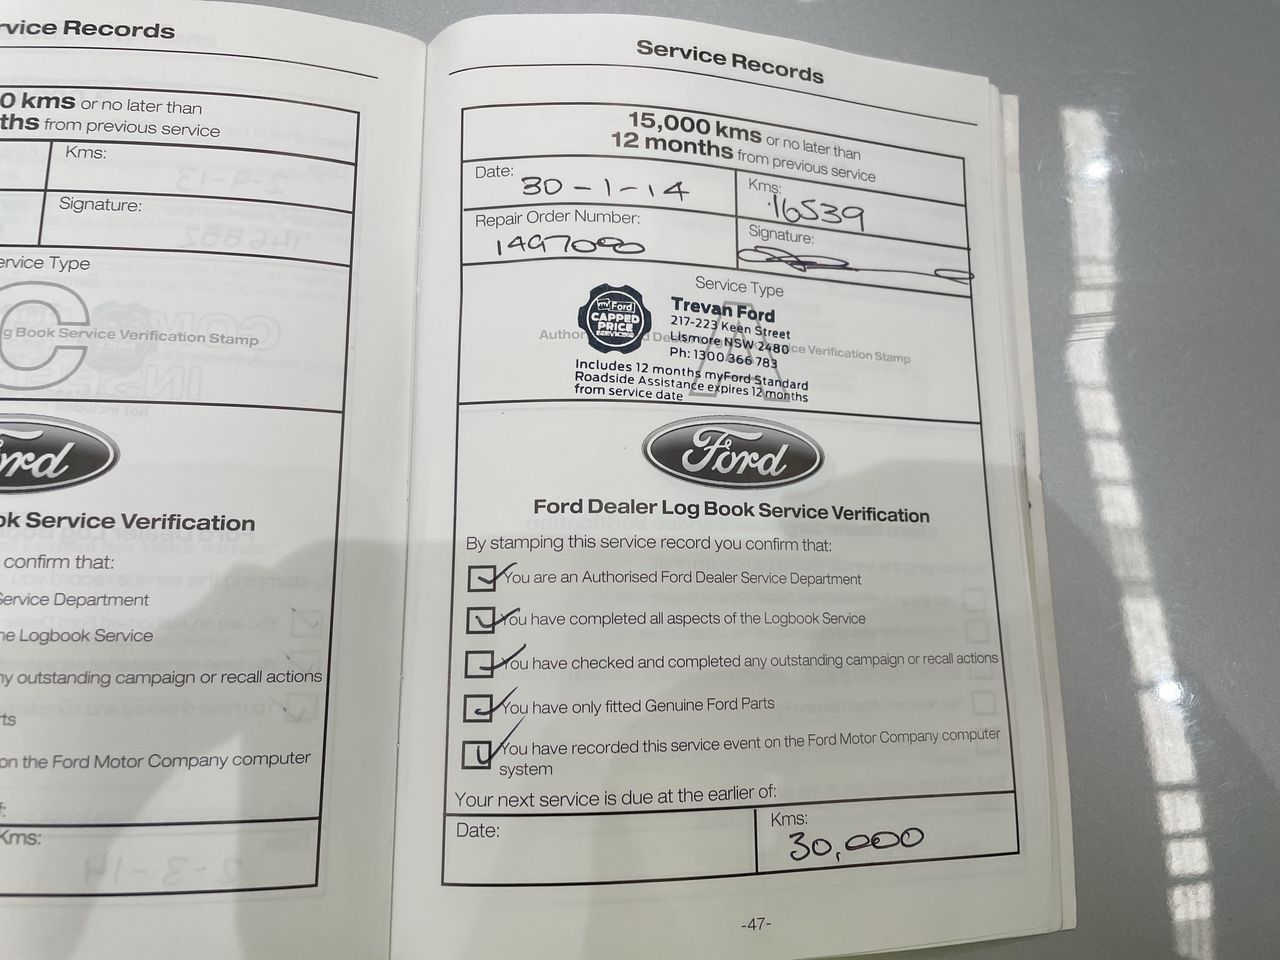 rvice Records
0 kms or no later than
ths from previous service
Kms:
Signature:
ervice Type
C
g Book Service Verification Stamp
ord
ok Service Verification
confirm that:
Service Department
he Logbook Service
ny outstanding campaign or recall actions
rts
on the Ford Motor Company computer
f:
Kms:
Service Records
15,000 kms or no later than
12 months from previous service
Date: 30-1-14
Kms: 16539
Repair Order Number:
1497000
Signature:
Service Type
my Ford
CAPPED
PRICE
SERVICING
Trevan Ford
217-223 Keen Street
Lismore NSW 2480
Ph: 1300 366 783
A
Author d De ice Verification Stamp
Includes 12 months myFord Standard
Roadside Assistance expires 12 months
from service date
Ford
Ford Dealer Log Book Service Verification
By stamping this service record you confirm that:
You are an Authorised Ford Dealer Service Department
You have completed all aspects of the Logbook Service
You have checked and completed any outstanding campaign or recall actions
You have only fitted Genuine Ford Parts
You have recorded this service event on the Ford Motor Company computer
system
Your next service is due at the earlier of:
Date:
Kms:
30,000
-47-